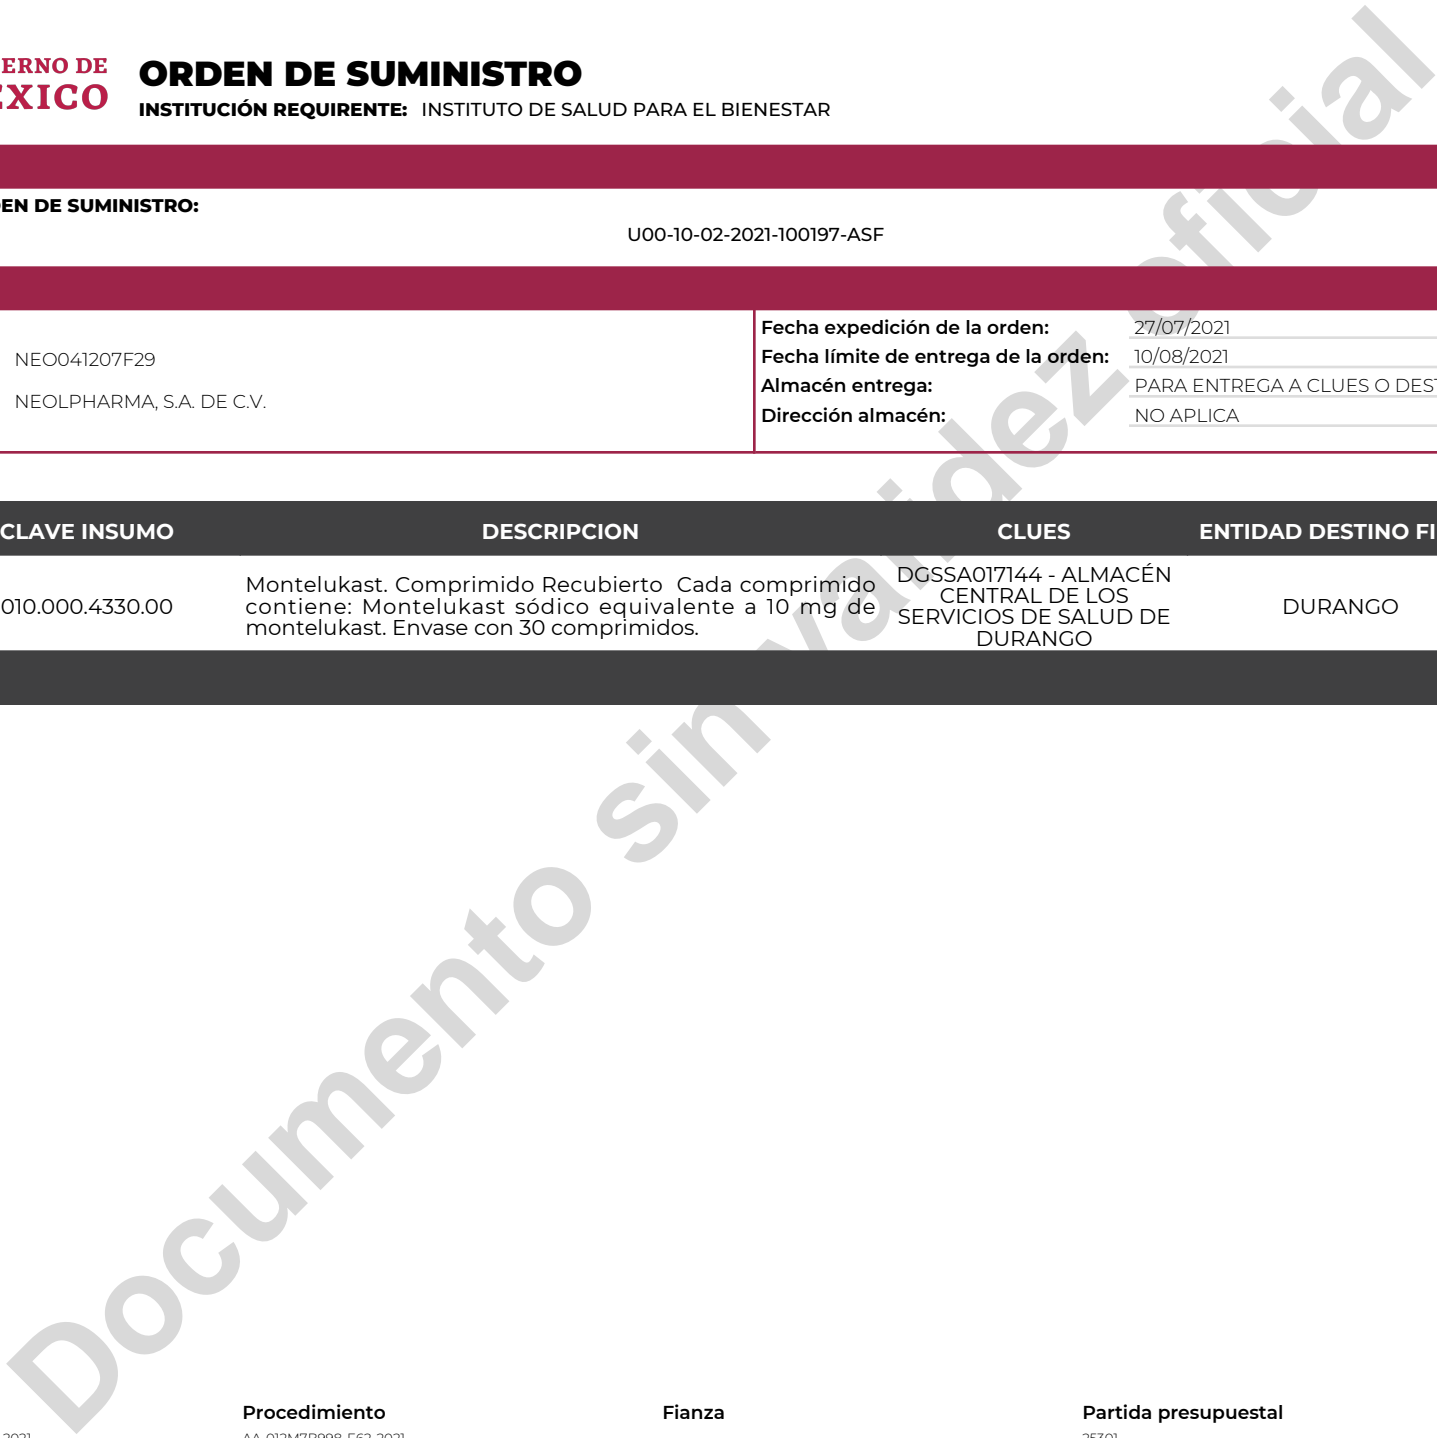 ERNO DE
ORDEN DE SUMINISTRO
EXICO
INSTITUCIÓN REQUIRENTE: INSTITUTO DE SALUD PARA EL BIENESTAR
EN DE SUMINISTRO:
U00-10-02-2021-100197-ASF
Fecha expedición de la orden: 27/07/2021
NEO041207F29
Fecha límite de entrega de la orden: 10/08/2021
Almacén entrega: PARA ENTREGA A CLUES O DEST
NEOLPHARMA, S.A. DE C.V.
Dirección almacén: NO APLICA
CLAVE INSUMO DESCRIPCION CLUES ENTIDAD DESTINO FI
010.000.4330.00
Montelukast. Comprimido Recubierto Cada comprimido
contiene: Montelukast sódico equivalente a 10 mg de
montelukast. Envase con 30 comprimidos.
DGSSA017144 - ALMACÉN
CENTRAL DE LOS
SERVICIOS DE SALUD DE
DURANGO
DURANGO
Documento sin validez oficial
Procedimiento Fianza Partida presupuestal